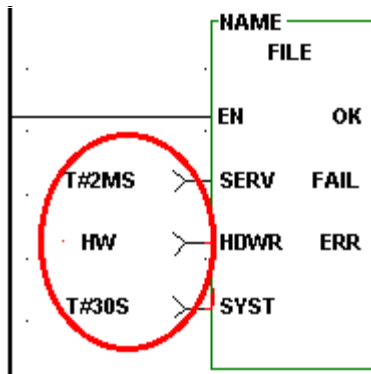 NAME
FILE
EN OK
T#2MS SERV FAIL
HW HDWR ERR
T#30S SYST